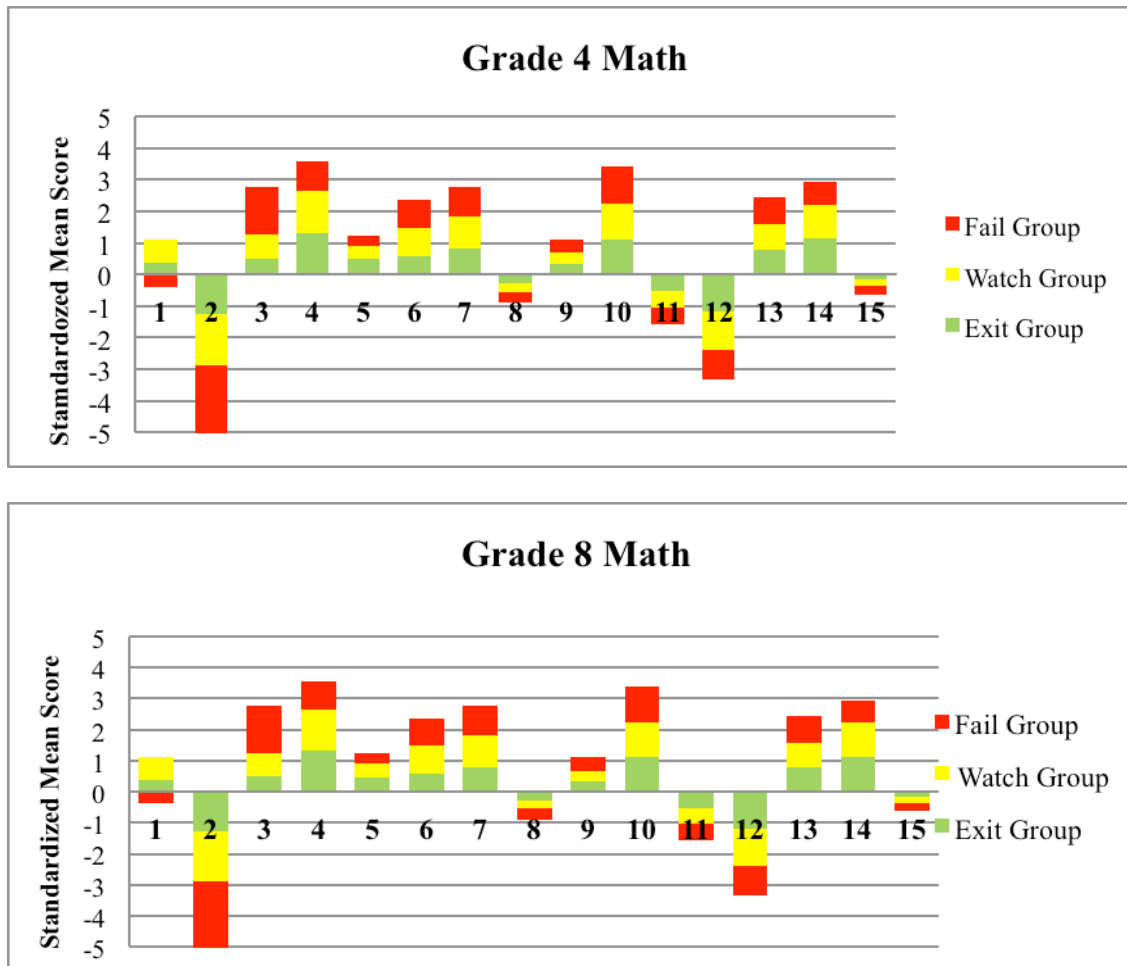 Grade 4 Math
Stamdardozed Mean Score
5
4
3
2
1
0
-1
-2
-3
-4
-5
1 2 3 4 5 6 7 8 9 10 11 12 13 14 15
Fail Group
Watch Group
Exit Group
Grade 8 Math
Standardized Mean Score
5
4
3
2
1
0
-1
-2
-3
-4
-5
1 2 3 4 5 6 7 8 9 10 11 12 13 14 15
Fail Group
Watch Group
Exit Group